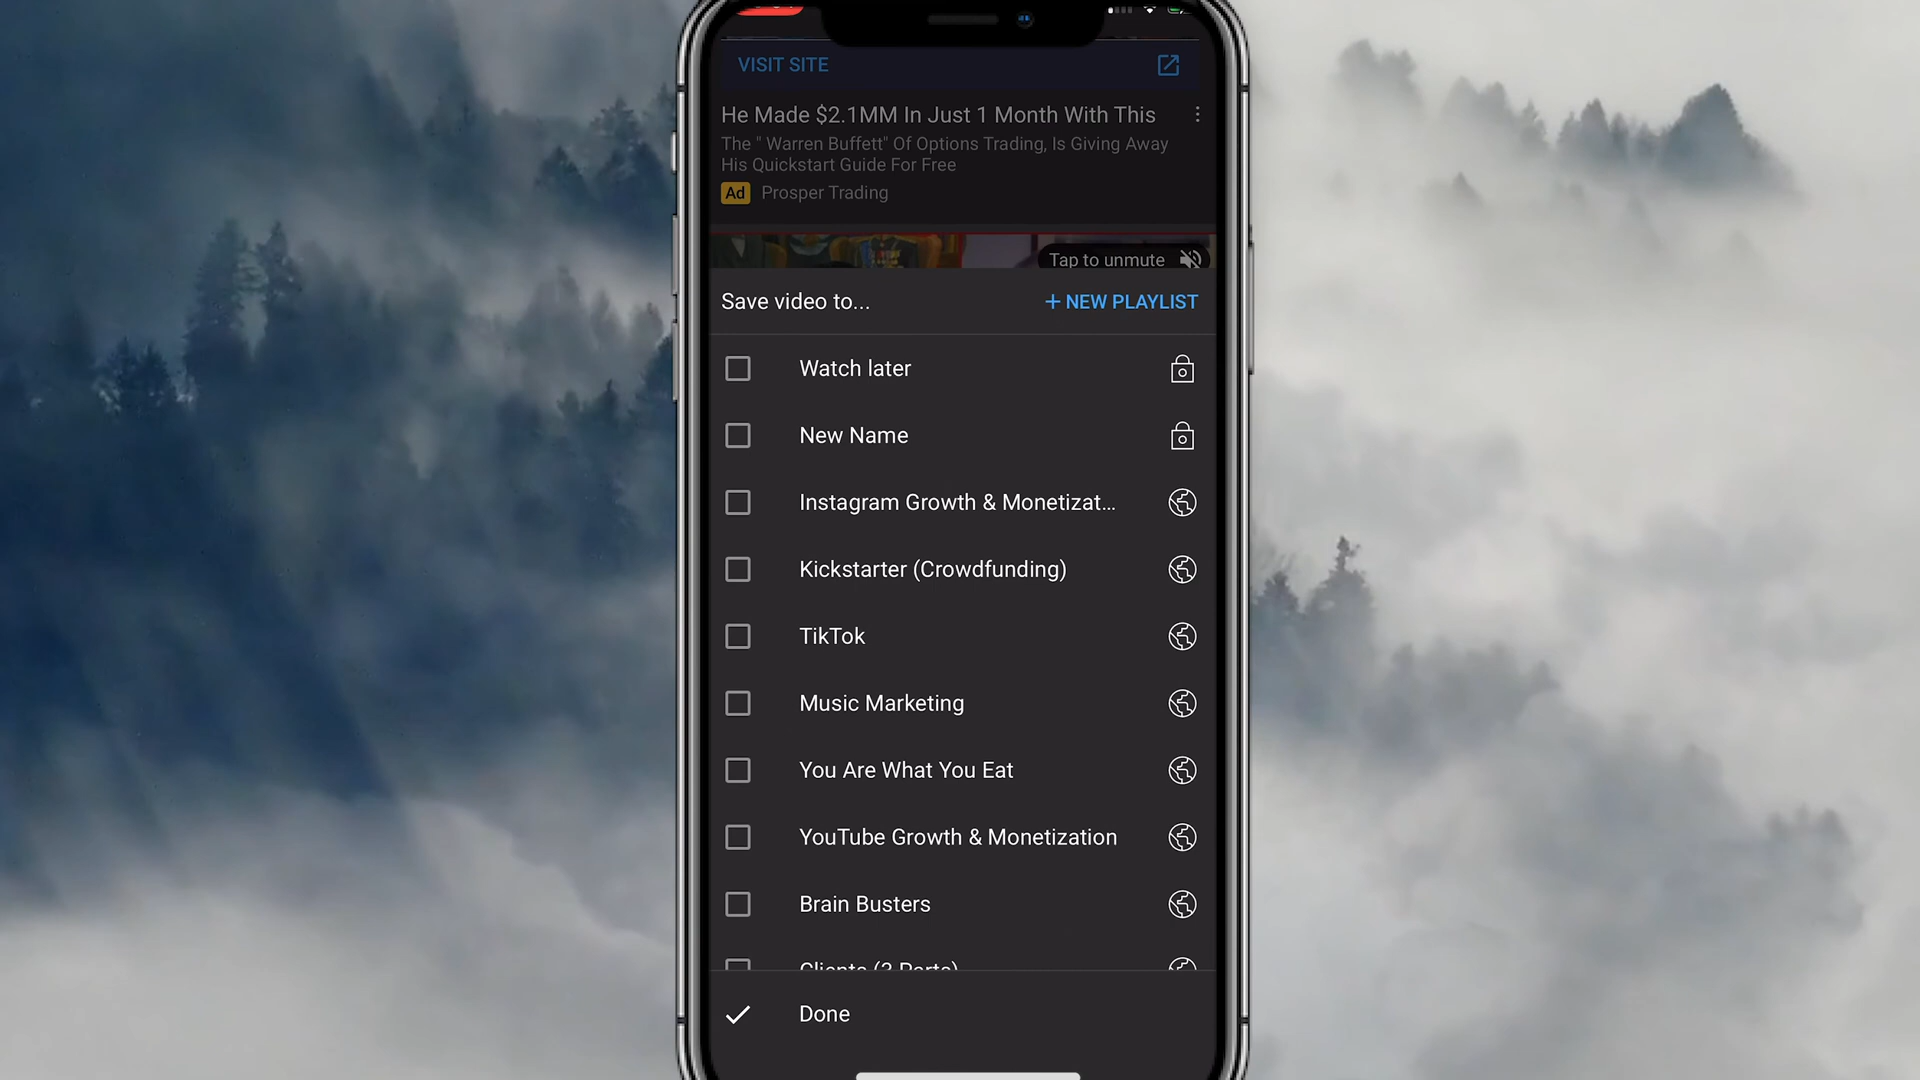 VISIT SITE
He Made $2.1MM In Just 1 Month With This
The " Warren Buffett" Of Options Trading, Is Giving Away
His Quickstart Guide For Free
Ad Prosper Trading
Tap to unmute
Save video to... + NEW PLAYLIST
Watch later
New Name
Instagram Growth & Monetizat...
Kickstarter (Crowdfunding)
TikTok
Music Marketing
You Are What You Eat
YouTube Growth & Monetization
Brain Busters
Clients (3 Parts)
Done